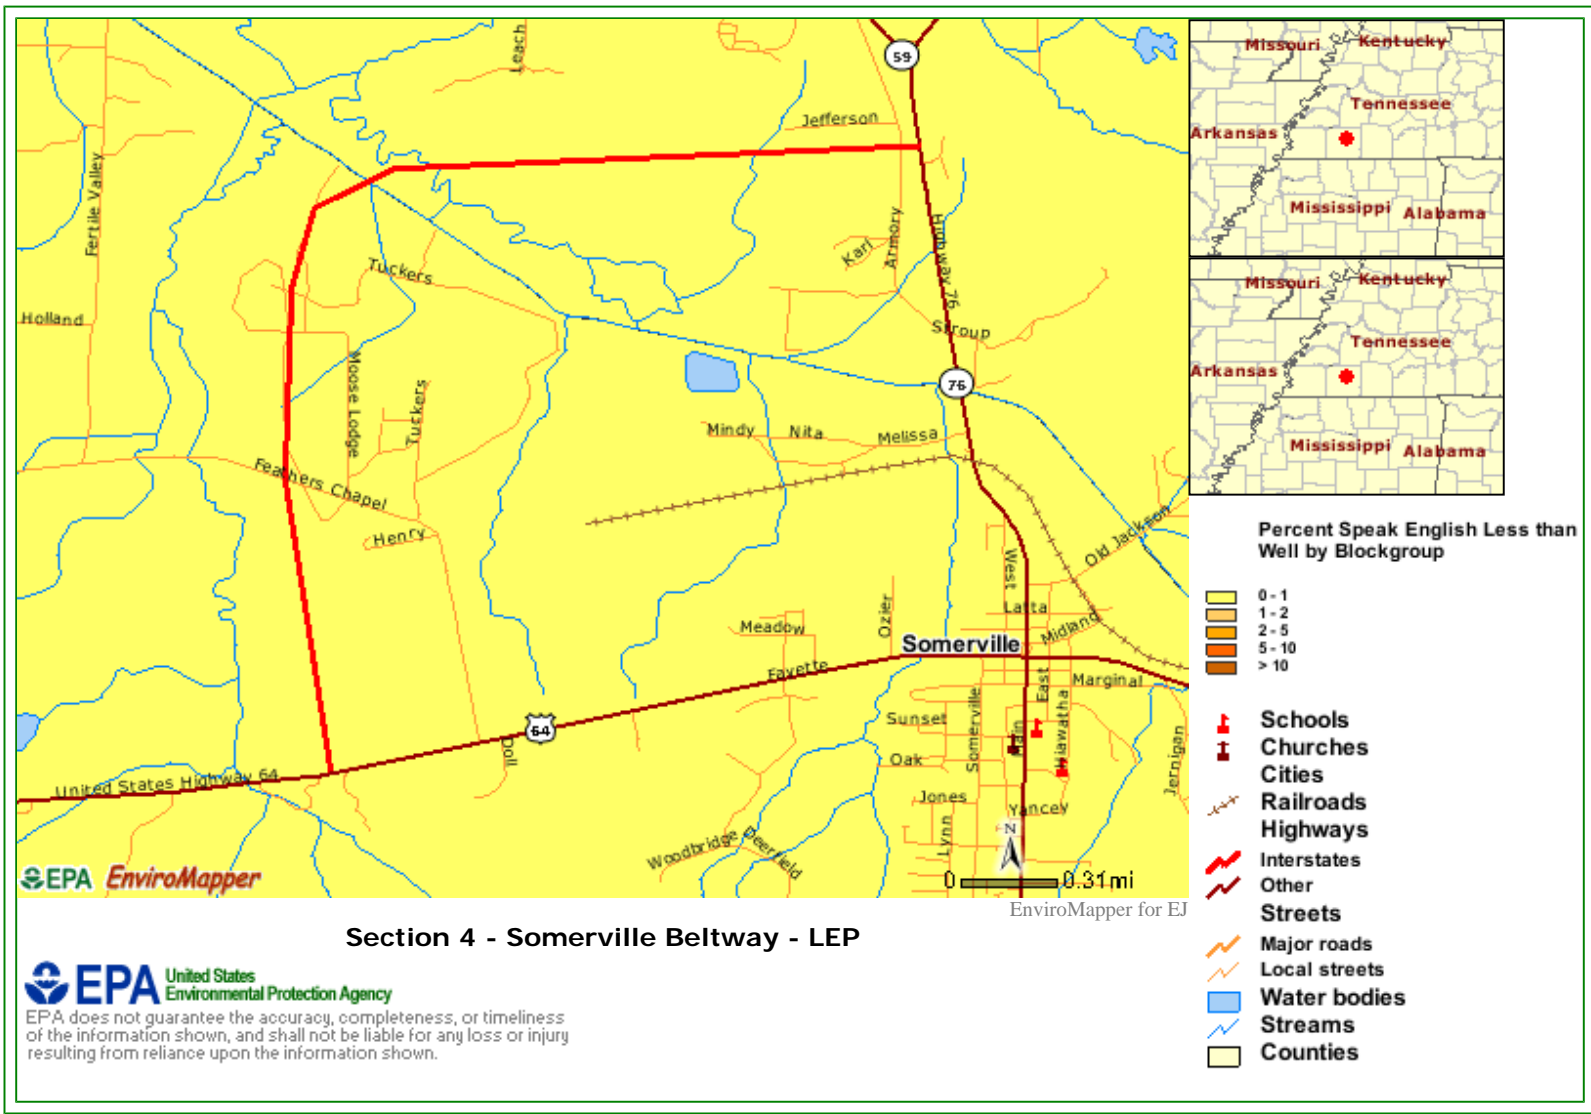 Leach
59
Jefferson
Fertile Valley
Karl
Armory
Highway 76
Tuckers
Holland
Stroup
Moose Lodge
Tuckers
76
Mindy
Nita
Melissa
Feathers Chapel
Henry
Old Jackson
West
Latta
Ozier
Meadow
Midland
Somerville
Fayette
East
Marginal
Sunset
Somerville
Main
Hiawatha
64
Doll
Oak
Jernigan
United States Highway 64
Jones
Yancey
Lynn
Woodbridge
Deerfield
N
0 0.31mi
EPA EnviroMapper
EnviroMapper for EJ
Section 4 - Somerville Beltway - LEP
EPA United States
Environmental Protection Agency
EPA does not guarantee the accuracy, completeness, or timeliness
of the information shown, and shall not be liable for any loss or injury
resulting from reliance upon the information shown.
Missouri
Kentucky
Tennessee
Arkansas
Mississippi
Alabama
Missouri
Kentucky
Tennessee
Arkansas
Mississippi
Alabama
Percent Speak English Less than
Well by Blockgroup
0 - 1
1 - 2
2 - 5
5 - 10
> 10
Schools
Churches
Cities
Railroads
Highways
Interstates
Other
Streets
Major roads
Local streets
Water bodies
Streams
Counties